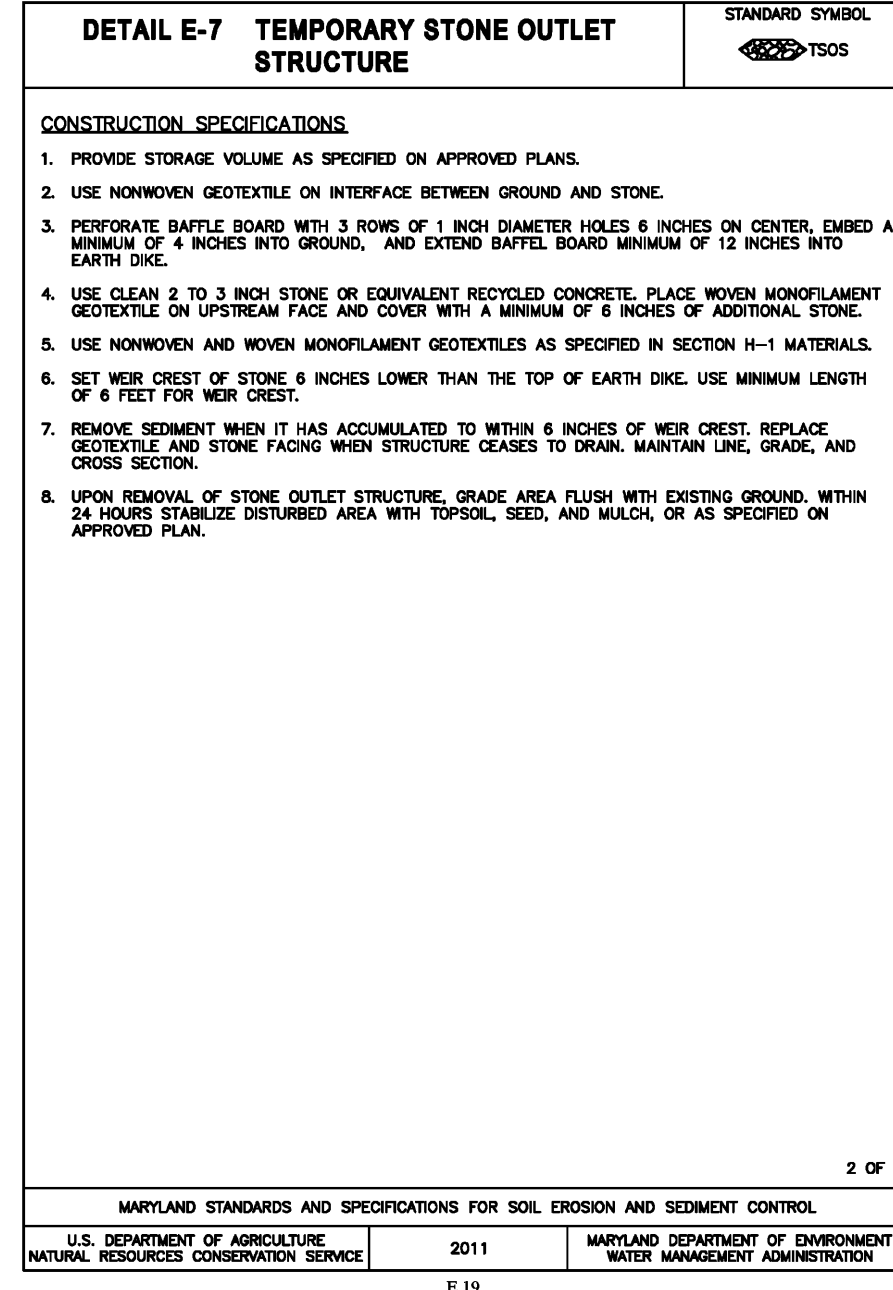 DETAIL E-7 TEMPORARY STONE OUTLET
STRUCTURE
STANDARD SYMBOL
TSOS
CONSTRUCTION SPECIFICATIONS
1. PROVIDE STORAGE VOLUME AS SPECIFIED ON APPROVED PLANS.
2. USE NONWOVEN GEOTEXTILE ON INTERFACE BETWEEN GROUND AND STONE.
3. PERFORATE BAFFLE BOARD WITH 3 ROWS OF 1 INCH DIAMETER HOLES 6 INCHES ON CENTER, EMBED A
MINIMUM OF 4 INCHES INTO GROUND, AND EXTEND BAFFEL BOARD MINIMUM OF 12 INCHES INTO
EARTH DIKE.
4. USE CLEAN 2 TO 3 INCH STONE OR EQUIVALENT RECYCLED CONCRETE. PLACE WOVEN MONOFILAMENT
GEOTEXTILE ON UPSTREAM FACE AND COVER WITH A MINIMUM OF 6 INCHES OF ADDITIONAL STONE.
5. USE NONWOVEN AND WOVEN MONOFILAMENT GEOTEXTILES AS SPECIFIED IN SECTION H-1 MATERIALS.
6. SET WEIR CREST OF STONE 6 INCHES LOWER THAN THE TOP OF EARTH DIKE. USE MINIMUM LENGTH
OF 6 FEET FOR WEIR CREST.
7. REMOVE SEDIMENT WHEN IT HAS ACCUMULATED TO WITHIN 6 INCHES OF WEIR CREST. REPLACE
GEOTEXTILE AND STONE FACING WHEN STRUCTURE CEASES TO DRAIN. MAINTAIN LINE, GRADE, AND
CROSS SECTION.
8. UPON REMOVAL OF STONE OUTLET STRUCTURE, GRADE AREA FLUSH WITH EXISTING GROUND. WITHIN
24 HOURS STABILIZE DISTURBED AREA WITH TOPSOIL, SEED, AND MULCH, OR AS SPECIFIED ON
APPROVED PLAN.
2 OF
MARYLAND STANDARDS AND SPECIFICATIONS FOR SOIL EROSION AND SEDIMENT CONTROL
U.S. DEPARTMENT OF AGRICULTURE
NATURAL RESOURCES CONSERVATION SERVICE
2011
MARYLAND DEPARTMENT OF ENVIRONMENT
WATER MANAGEMENT ADMINISTRATION
E.19